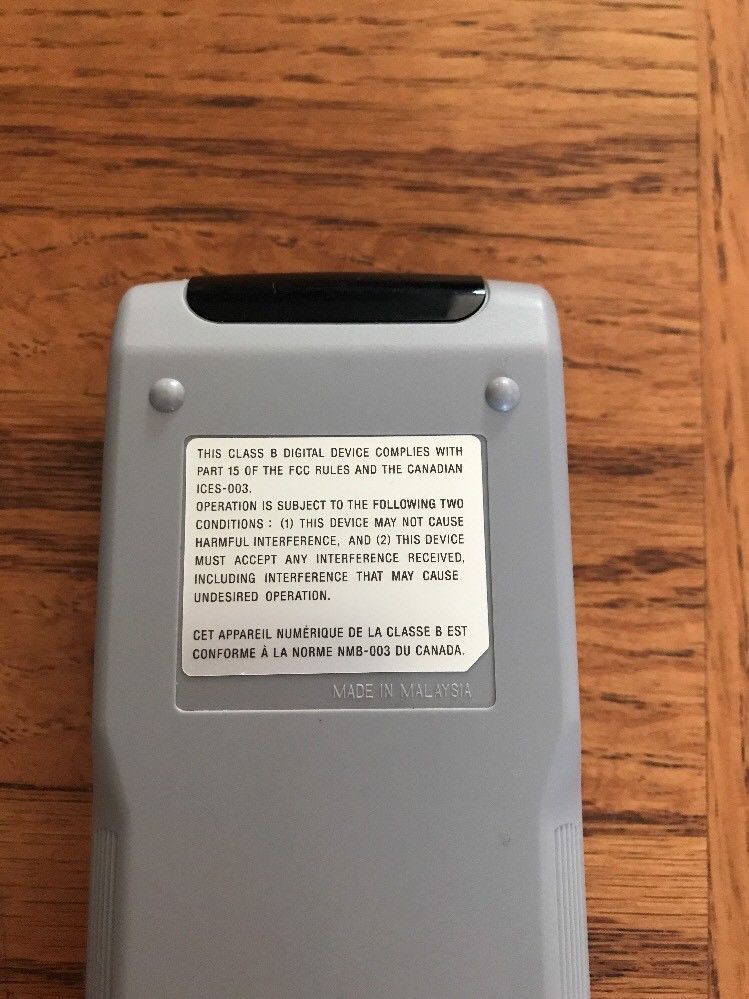 THIS CLASS B DIGITAL DEVICE COMPLIES WITH
PART 15 OF THE FCC RULES AND THE CANADIAN
ICES-003.
OPERATION IS SUBJECT TO THE FOLLOWING TWO
CONDITIONS : (1) THIS DEVICE MAY NOT CAUSE
HARMFUL INTERFERENCE, AND (2) THIS DEVICE
MUST ACCEPT ANY INTERFERENCE RECEIVED,
INCLUDING INTERFERENCE THAT MAY CAUSE
UNDESIRED OPERATION.
CET APPAREIL NUMÉRIQUE DE LA CLASSE B EST
CONFORME À LA NORME NMB-003 DU CANADA.
MADE IN MALAYSIA